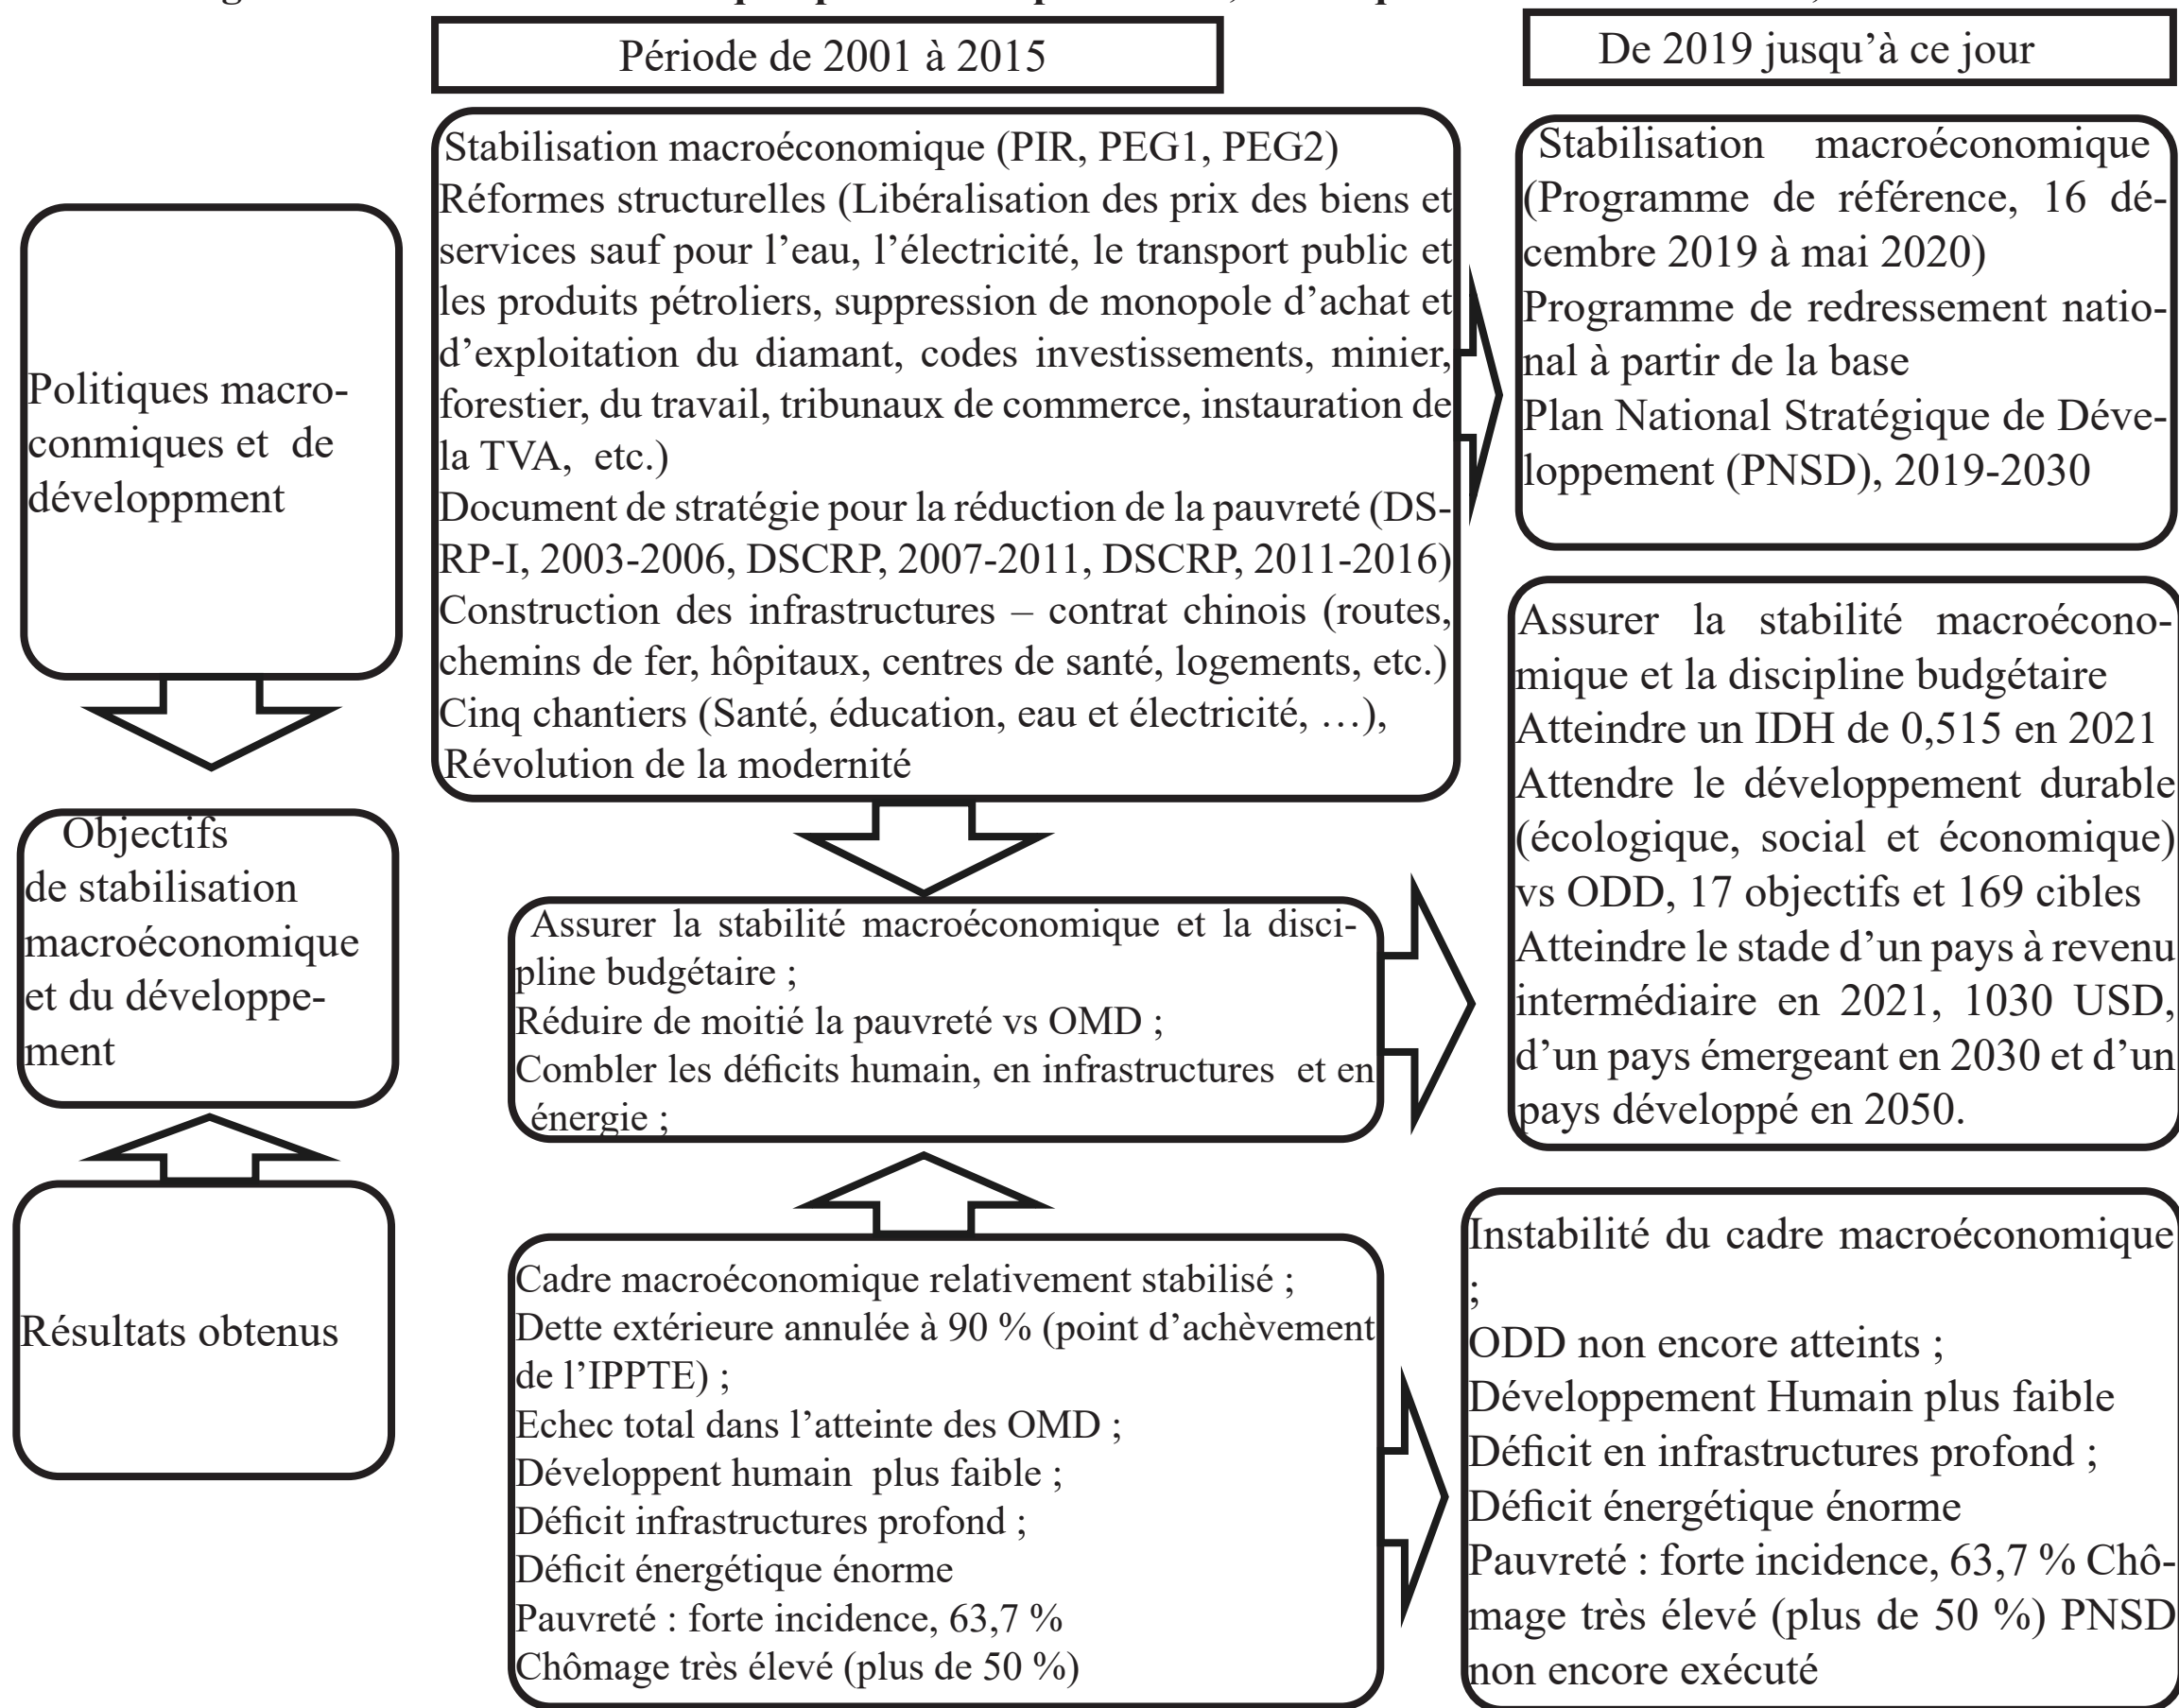 Période de 2001 à 2015
De 2019 jusqu’à ce jour
Politiques macro-
conmiques et  de
développment
Stabilisation macroéconomique (PIR, PEG1, PEG2)
Réformes structurelles (Libéralisation des prix des biens et
services sauf pour l’eau, l’électricité, le transport public et
les produits pétroliers, suppression de monopole d’achat et
d’exploitation du diamant, codes investissements, minier,
forestier, du travail, tribunaux de commerce, instauration de
la TVA,  etc.)
Document de stratégie pour la réduction de la pauvreté (DS-
RP-I, 2003-2006, DSCRP, 2007-2011, DSCRP, 2011-2016)
Construction des infrastructures – contrat chinois (routes,
chemins de fer, hôpitaux, centres de santé, logements, etc.)
Cinq chantiers (Santé, éducation, eau et électricité, …),
Révolution de la modernité
Stabilisation macroéconomique
(Programme de référence, 16 dé-
cembre 2019 à mai 2020)
Programme de redressement natio-
nal à partir de la base
Plan National Stratégique de Déve-
loppement (PNSD), 2019-2030
Objectifs
de stabilisation
macroéconomique
et du développe-
ment
Assurer la stabilité macroéconomique et la disci-
pline budgétaire ;
Réduire de moitié la pauvreté vs OMD ;
Combler les déficits humain, en infrastructures  et en
énergie ;
Assurer la stabilité macroécono-
mique et la discipline budgétaire
Atteindre un IDH de 0,515 en 2021
Attendre le développement durable
(écologique, social et économique)
vs ODD, 17 objectifs et 169 cibles
Atteindre le stade d’un pays à revenu
intermédiaire en 2021, 1030 USD,
d’un pays émergeant en 2030 et d’un
pays développé en 2050.
Résultats obtenus
Cadre macroéconomique relativement stabilisé ;
Dette extérieure annulée à 90 % (point d’achèvement
de l’IPPTE) ;
Echec total dans l’atteinte des OMD ;
Développent humain  plus faible ;
Déficit infrastructures profond ;
Déficit énergétique énorme
Pauvreté : forte incidence, 63,7 %
Chômage très élevé (plus de 50 %)
Instabilité du cadre macroéconomique
;
ODD non encore atteints ;
Développement Humain plus faible
Déficit en infrastructures profond ;
Déficit énergétique énorme
Pauvreté : forte incidence, 63,7 % Chô-
mage très élevé (plus de 50 %) PNSD
non encore exécuté